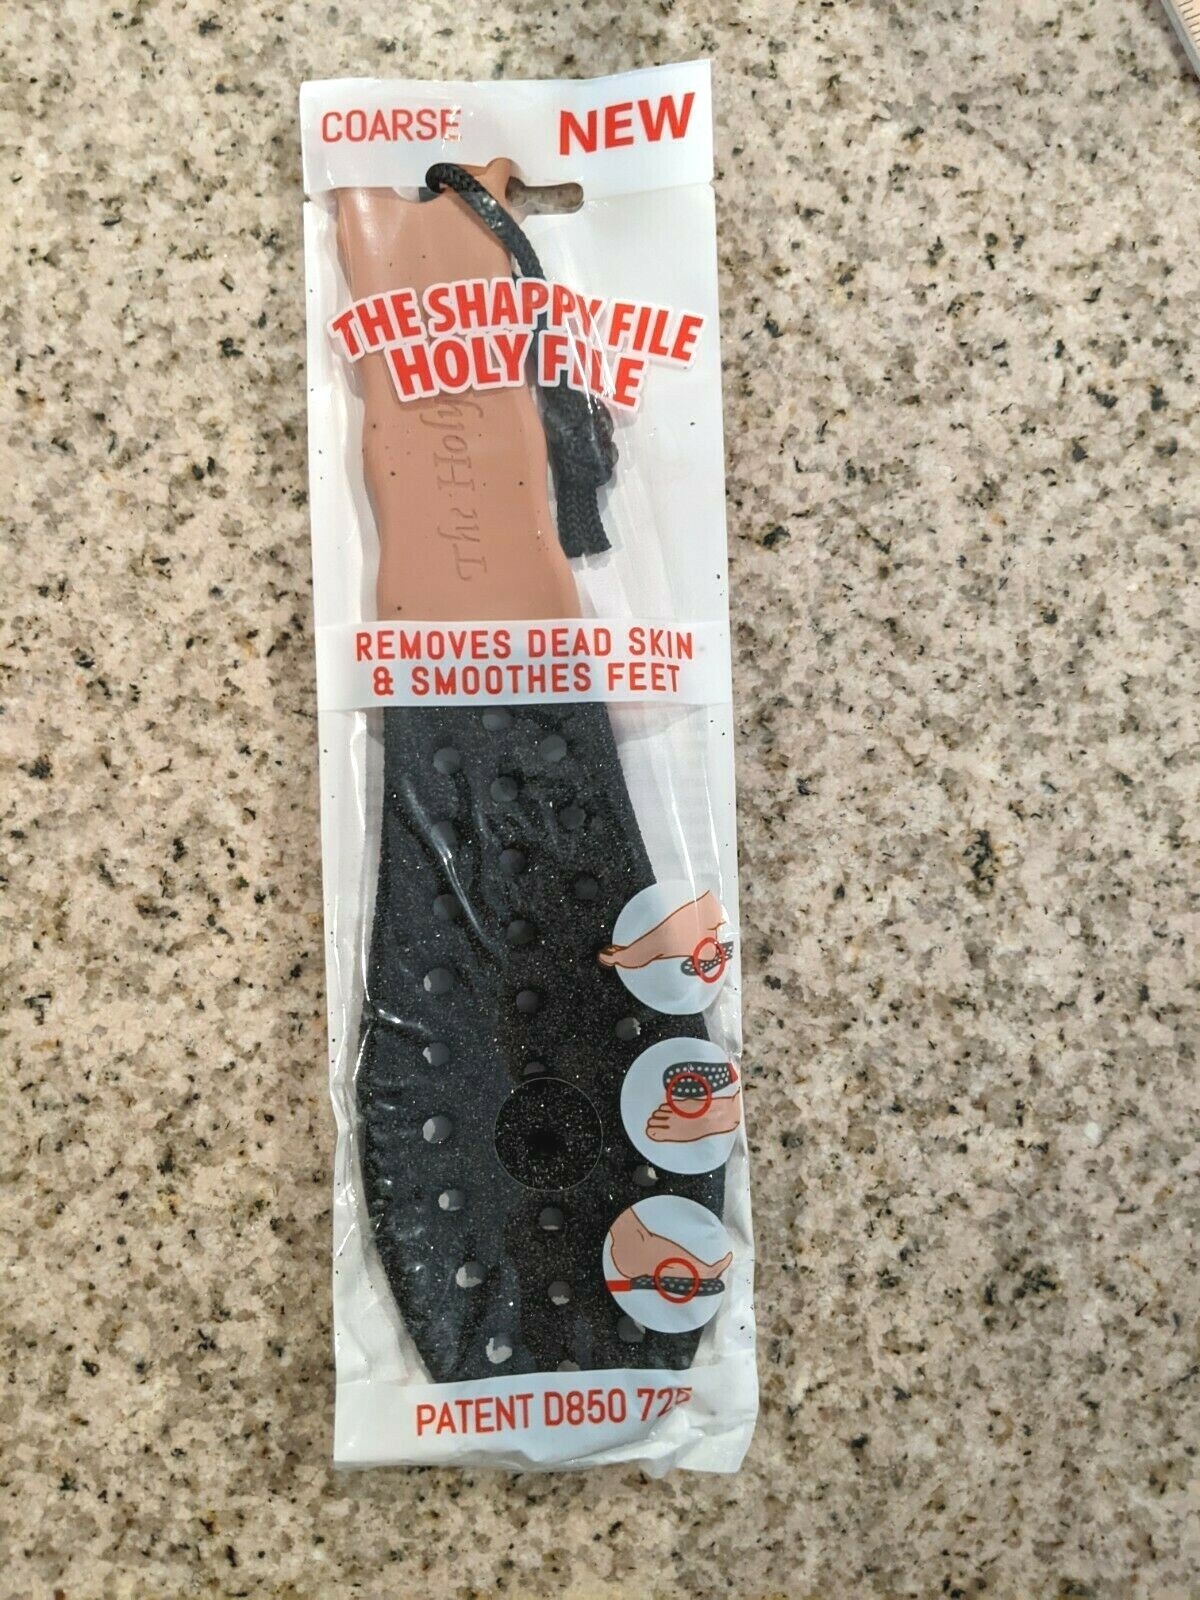 COARSE
NEW
THE SHAPPY FILE
HOLY FILE
The Holy
REMOVES DEAD SKIN
& SMOOTHES FEET
PATENT D850 725